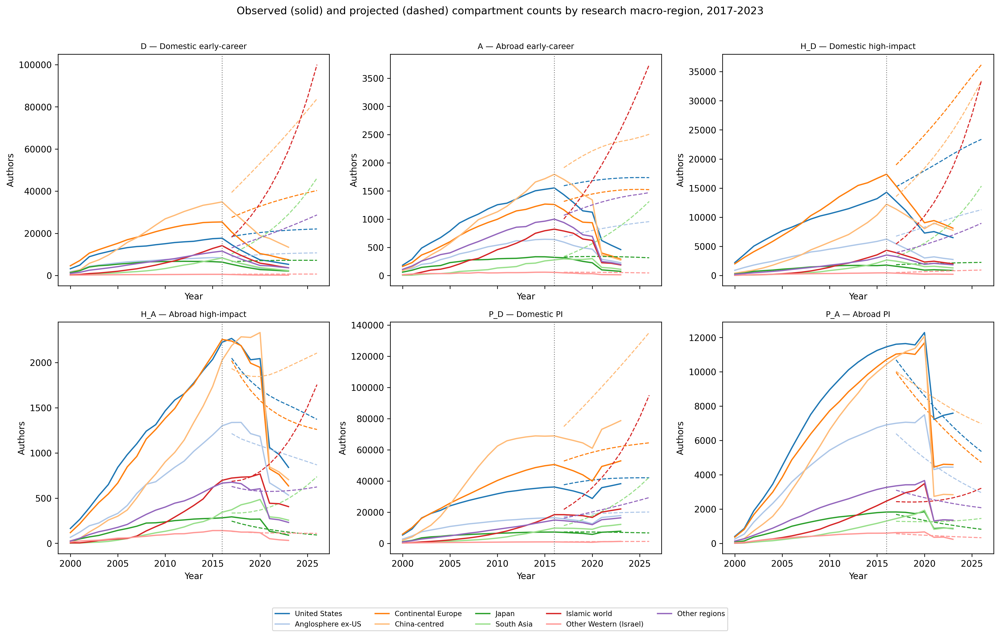 Observed (solid) and projected (dashed) compartment counts by research macro-region, 2017-2023
D — Domestic early-career
100000
80000
60000
40000
20000
0
Authors
Year
A — Abroad early-career
3500
3000
2500
2000
1500
1000
500
0
Authors
Year
H_D — Domestic high-impact
35000
30000
25000
20000
15000
10000
5000
0
Authors
Year
H_A — Abroad high-impact
2000
1500
1000
500
0
Authors
2000 2005 2010 2015 2020 2025
Year
P_D — Domestic PI
140000
120000
100000
80000
60000
40000
20000
0
Authors
2000 2005 2010 2015 2020 2025
Year
P_A — Abroad PI
12000
10000
8000
6000
4000
2000
0
Authors
2000 2005 2010 2015 2020 2025
Year
United States Continental Europe Japan Islamic world Other regions
Anglosphere ex-US China-centred South Asia Other Western (Israel)